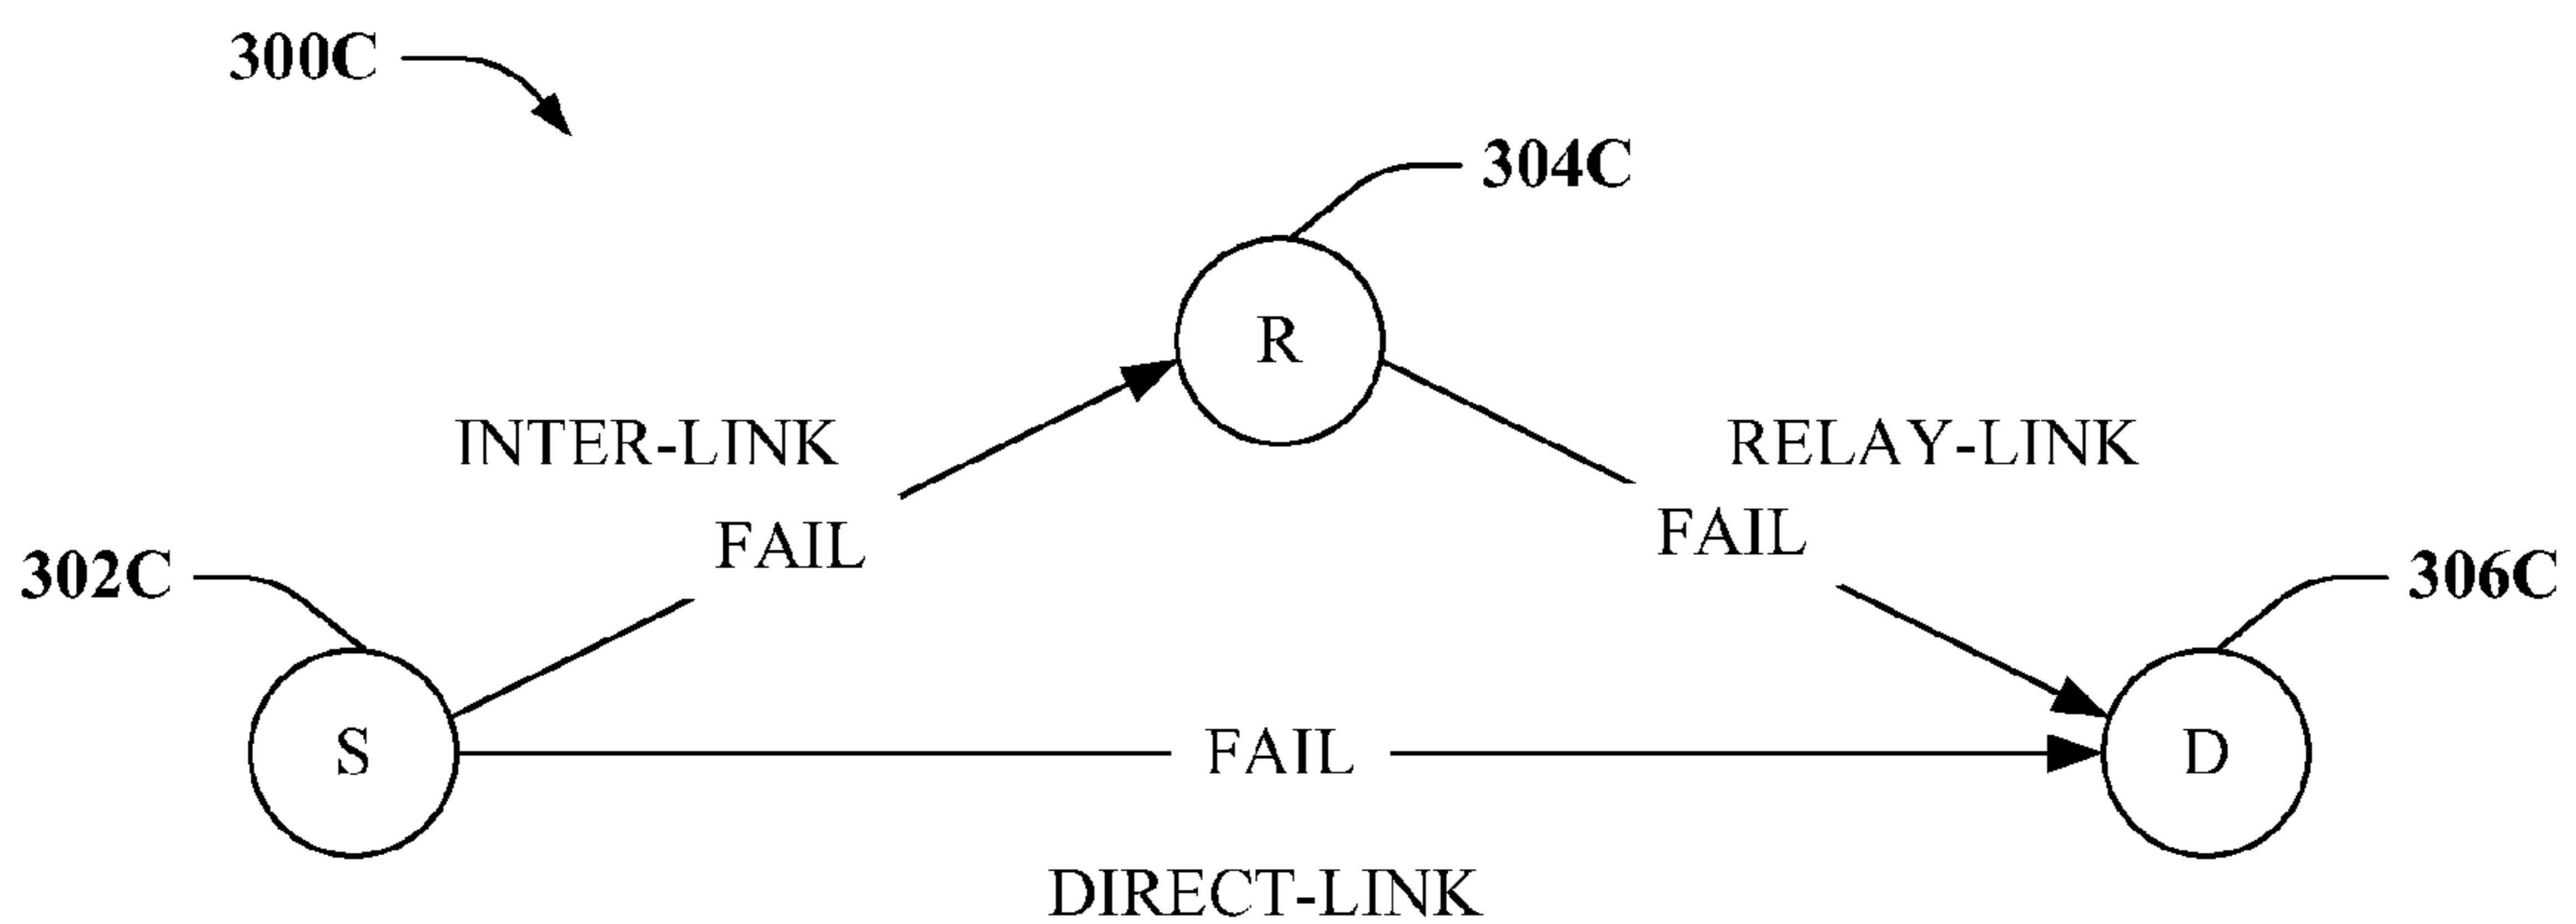 300C
304C
R
INTER-LINK
RELAY-LINK
FAIL
FAIL
302C
306C
S
FAIL
D
DIRECT-LINK